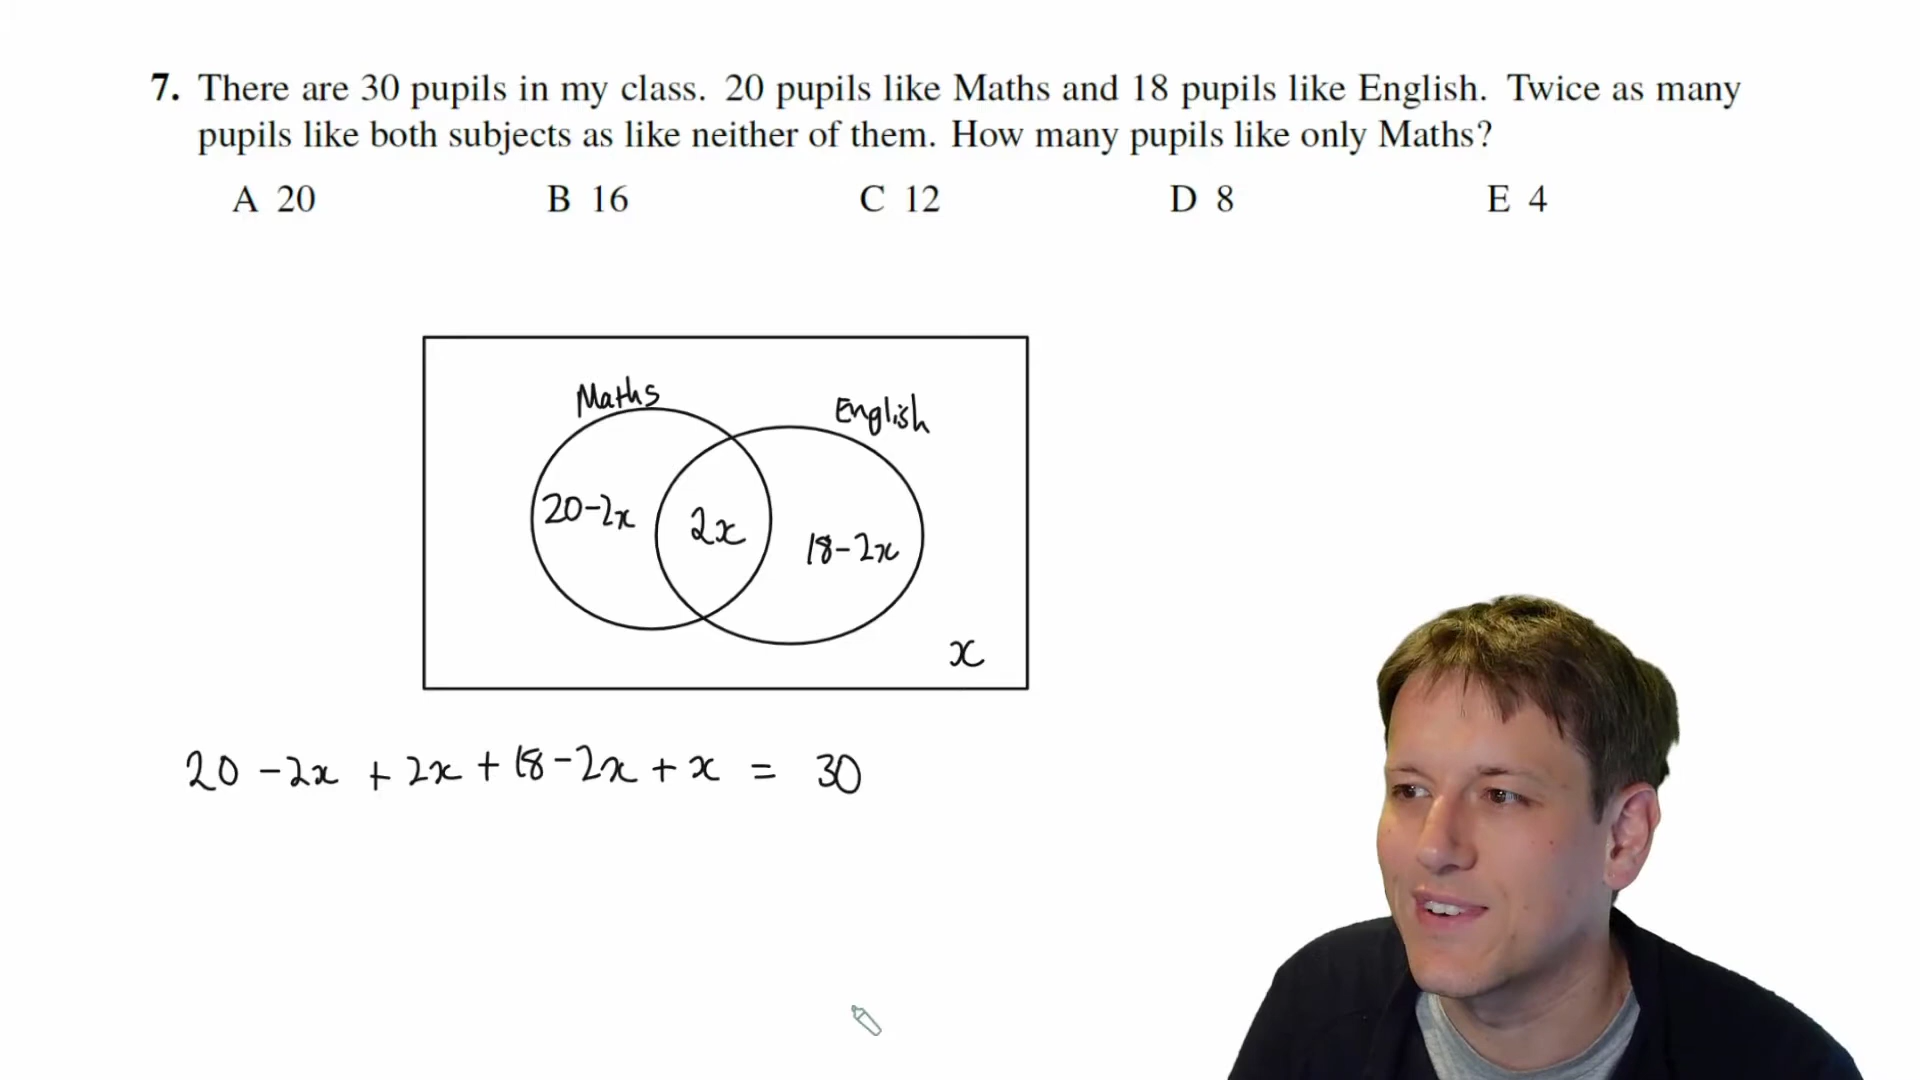 7. There are 30 pupils in my class. 20 pupils like Maths and 18 pupils like English. Twice as many
pupils like both subjects as like neither of them. How many pupils like only Maths?
A 20 B 16 C 12 D 8 E 4
Maths
English
20-2x 2x 18-2x
x
20 - 2x + 2x + 18 - 2x + x = 30